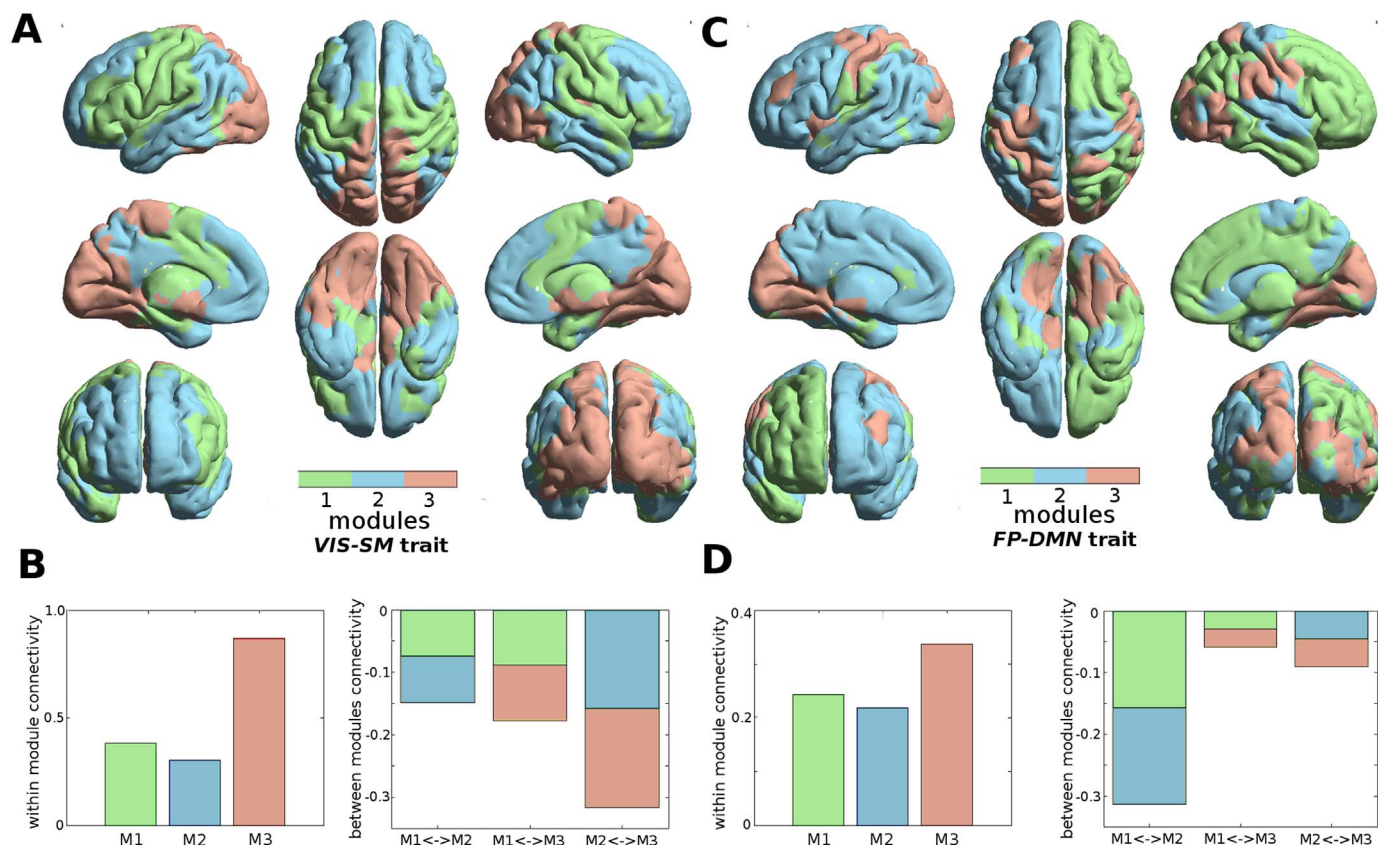 A
C
1 2 3
modules
VIS-SM trait
1 2 3
modules
FP-DMN trait
B
D
within module connectivity
1.0
0.5
0
M1 M2 M3
between modules connectivity
0
-0.1
-0.2
-0.3
M1<->M2 M1<->M3 M2<->M3
within module connectivity
0.4
0.2
0
M1 M2 M3
between modules connectivity
0
-0.1
-0.2
-0.3
M1<->M2 M1<->M3 M2<->M3